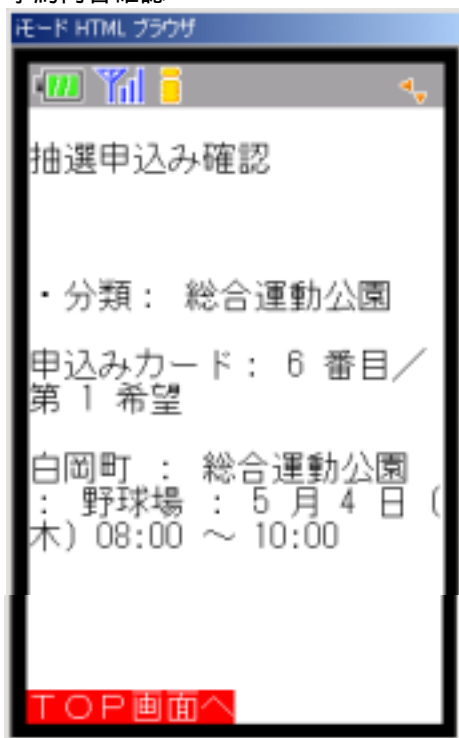 iモード HTML ブラウザ
抽選申込み確認
・分類： 総合運動公園
申込みカード： 6 番目／
第 1 希望
白岡町 ： 総合運動公園
： 野球場 ： 5 月 4 日（
木）08:00 ～ 10:00
ＴＯＰ画面へ